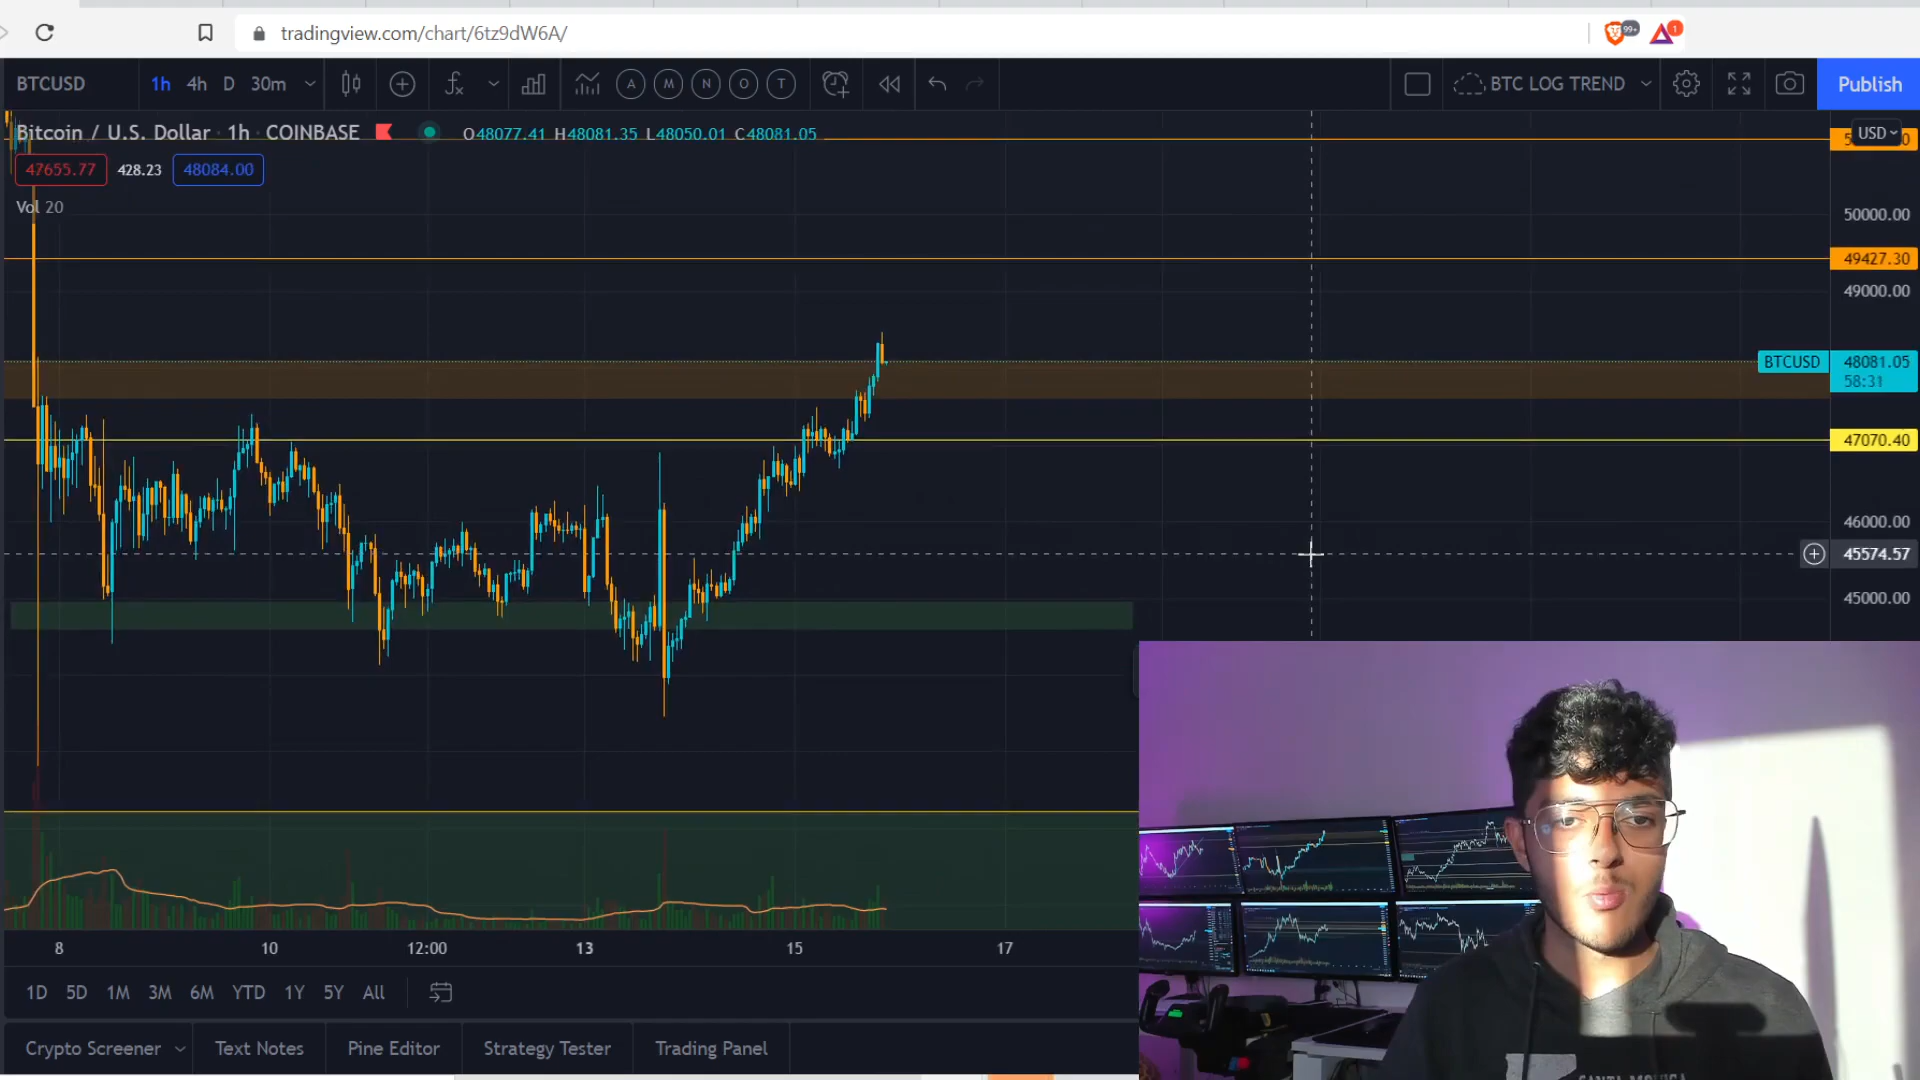 tradingview.com/chart/6tz9dW6A/
99+
1
BTCUSD 1h 4h D 30m A M N O T BTC LOG TREND Publish
Bitcoin / U.S. Dollar · 1h · COINBASE O48077.41 H48081.35 L48050.01 C48081.05
USD
47655.77 428.23 48084.00
Vol 20
50000.00
49427.30
49000.00
BTCUSD 48081.05
58:31
47070.40
46000.00
45574.57
45000.00
8 10 12:00 13 15 17
1D 5D 1M 3M 6M YTD 1Y 5Y All
Crypto Screener Text Notes Pine Editor Strategy Tester Trading Panel
SANTA MONICA